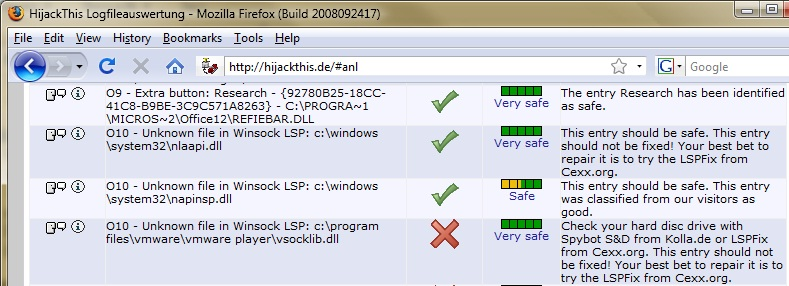 HijackThis Logfileauswertung - Mozilla Firefox (Build 2008092417)
File Edit View History Bookmarks Tools Help
http://hijackthis.de/#anl
Google
O9 - Extra button: Research - {92780B25-18CC-
41C8-B9BE-3C9C571A8263} - C:\PROGRA~1
\MICROS~2\Office12\REFIEBAR.DLL
Very safe
The entry Research has been identified
as safe.
O10 - Unknown file in Winsock LSP: c:\windows
\system32\nlaapi.dll
Very safe
This entry should be safe. This entry
should not be fixed! Your best bet to
repair it is to try the LSPFix from
Cexx.org.
O10 - Unknown file in Winsock LSP: c:\windows
\system32\napinsp.dll
Safe
This entry should be safe. This entry
was classified from our visitors as
good.
O10 - Unknown file in Winsock LSP: c:\program
files\vmware\vmware player\vsocklib.dll
Very safe
Check your hard disc drive with
Spybot S&D from Kolla.de or LSPFix
from Cexx.org. This entry should not
be fixed! Your best bet to repair it is to
try the LSPFix from Cexx.org.